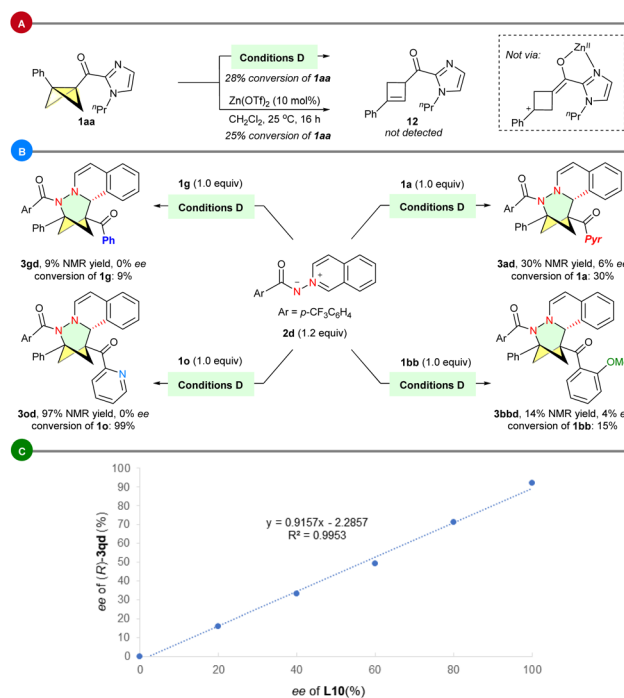 A
Ph
O
N
N
nPr
1aa
Conditions D
28% conversion of 1aa
Zn(OTf)2 (10 mol%)
CH2Cl2, 25 °C, 16 h
25% conversion of 1aa
O
N
N
nPr
Ph
12
not detected
Not via:
ZnII
O
N
N
nPr
Ph
+
B
O
Ar
N
N
Ph
O
Ph
3gd, 9% NMR yield, 0% ee
conversion of 1g: 9%
1g (1.0 equiv)
Conditions D
1a (1.0 equiv)
Conditions D
O
Ar
N
N
Ph
O
Pyr
3ad, 30% NMR yield, 6% ee
conversion of 1a: 30%
O
Ar
N
−
N
+
Ar = p-CF3C6H4
2d (1.2 equiv)
O
Ar
N
N
Ph
O
N
3od, 97% NMR yield, 0% ee
conversion of 1o: 99%
1o (1.0 equiv)
Conditions D
1bb (1.0 equiv)
Conditions D
O
Ar
N
N
Ph
O
3bbd, 14% NMR yield, 4% ee
conversion of 1bb: 15%
C
ee of (R)-3qd (%)
100
90
80
70
60
50
40
30
20
10
0
y = 0.9157x - 2.2857
R² = 0.9953
0 20 40 60 80 100
ee of L10(%)